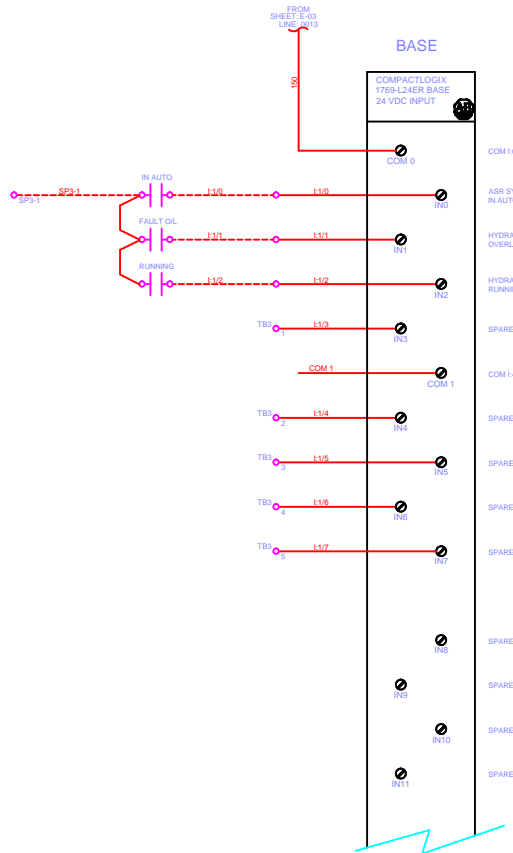 FROM
SHEET: E-03
LINE: 0013
BASE
150
COMPACTLOGIX
1769-L24ER BASE
24 VDC INPUT
AB
COM 0
COM I:
IN AUTO
SP3-1
SP3-1
I:1/0
I:1/0
IN0
ASR SY
IN AUTO
FAULT O/L
I:1/1
I:1/1
IN1
HYDRA
OVERL
RUNNING
I:1/2
I:1/2
IN2
HYDRA
RUNNIN
TB3
1
I:1/3
IN3
SPARE
COM 1
COM 1
COM I:
TB3
2
I:1/4
IN4
SPARE
TB3
3
I:1/5
IN5
SPARE
TB3
4
I:1/6
IN6
SPARE
TB3
5
I:1/7
IN7
SPARE
IN8
SPARE
IN9
SPARE
IN10
SPARE
IN11
SPARE